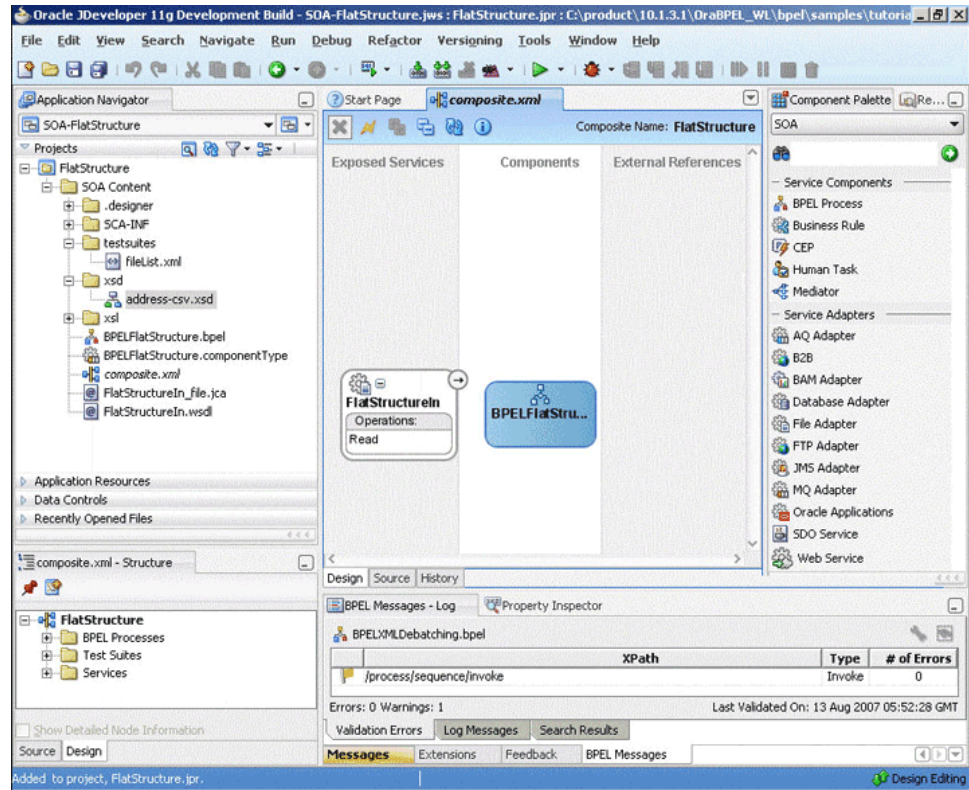 Oracle JDeveloper 11g Development Build - SOA-FlatStructure.jws : FlatStructure.jpr : C:\product\10.1.3.1\OraBPEL_WL\bpel\samples\tutoria
File Edit View Search Navigate Run Debug Refactor Versioning Tools Window Help
Application Navigator
SOA-FlatStructure
Projects
FlatStructure
SOA Content
.designer
SCA-INF
testsuites
fileList.xml
xsd
address-csv.xsd
xsl
BPELFlatStructure.bpel
BPELFlatStructure.componentType
composite.xml
FlatStructureIn_file.jca
FlatStructureIn.wsdl
Application Resources
Data Controls
Recently Opened Files
composite.xml - Structure
FlatStructure
BPEL Processes
Test Suites
Services
Show Detailed Node Information
Source Design
Start Page composite.xml
Composite Name: FlatStructure
Exposed Services Components External References
FlatStructureIn
Operations:
Read
BPELFlatStru...
Design Source History
BPEL Messages - Log Property Inspector
BPELXMLDebatching.bpel
XPath Type # of Errors
/process/sequence/invoke Invoke 0
Errors: 0 Warnings: 1 Last Validated On: 13 Aug 2007 05:52:28 GMT
Validation Errors Log Messages Search Results
Messages Extensions Feedback BPEL Messages
Component Palette Re...
SOA
Service Components
BPEL Process
Business Rule
CEP
Human Task
Mediator
Service Adapters
AQ Adapter
B2B
BAM Adapter
Database Adapter
File Adapter
FTP Adapter
JMS Adapter
MQ Adapter
Oracle Applications
SDO Service
Web Service
Added to project, FlatStructure.jpr. Design Editing